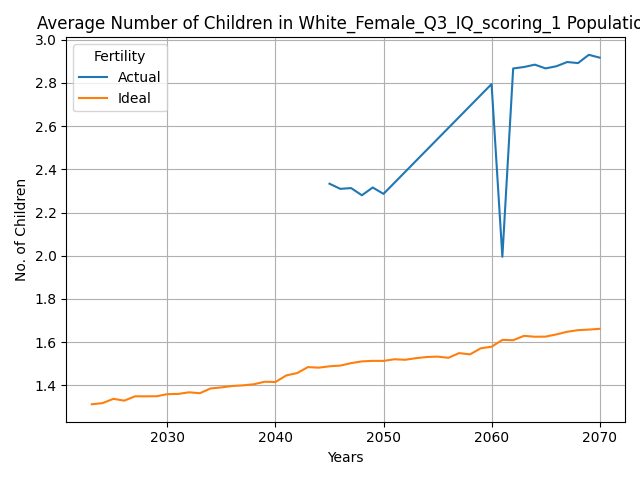 Average Number of Children in White_Female_Q3_IQ_scoring_1 Populatio
3.0
2.8
2.6
2.4
2.2
2.0
1.8
1.6
1.4
No. of Children
Fertility
Actual
Ideal
2030 2040 2050 2060 2070
Years